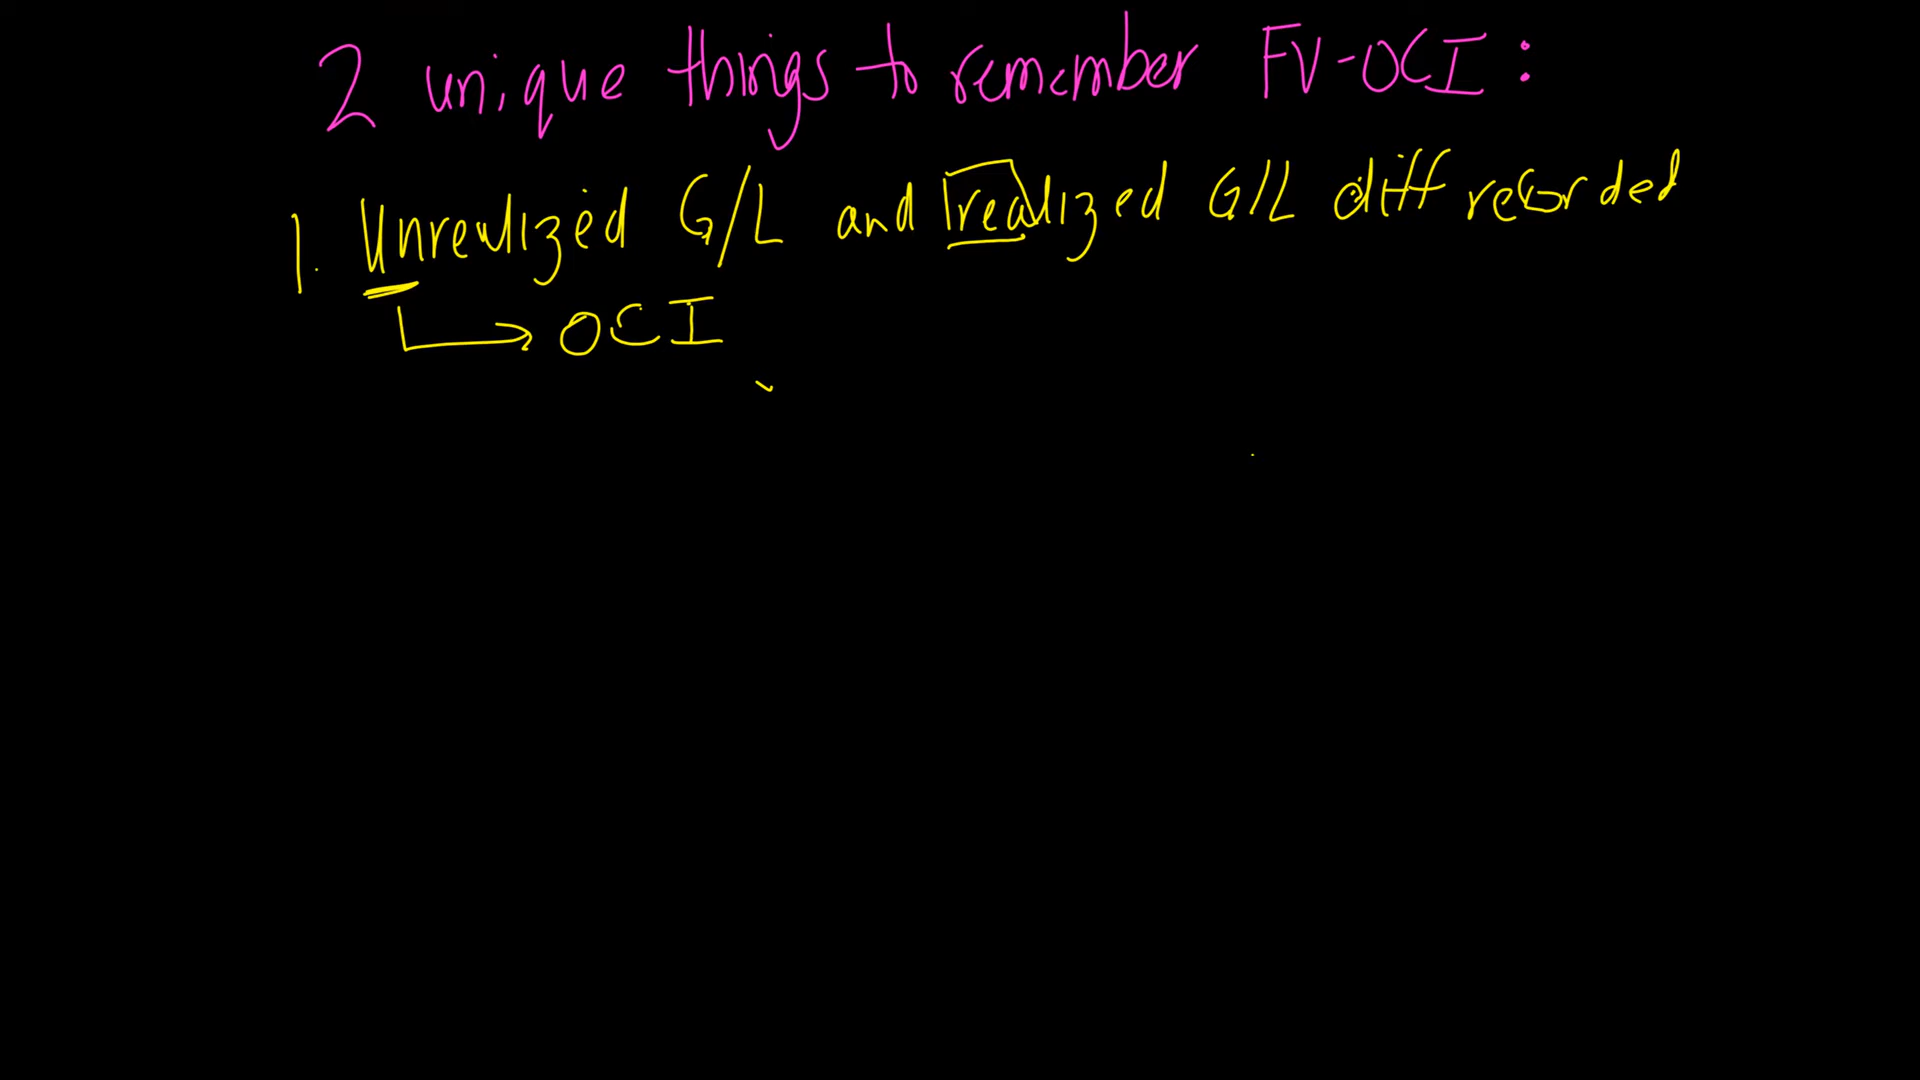 2 unique things to remember FV-OCI:
1. Unrealized G/L and realized G/L diff recorded
OCI